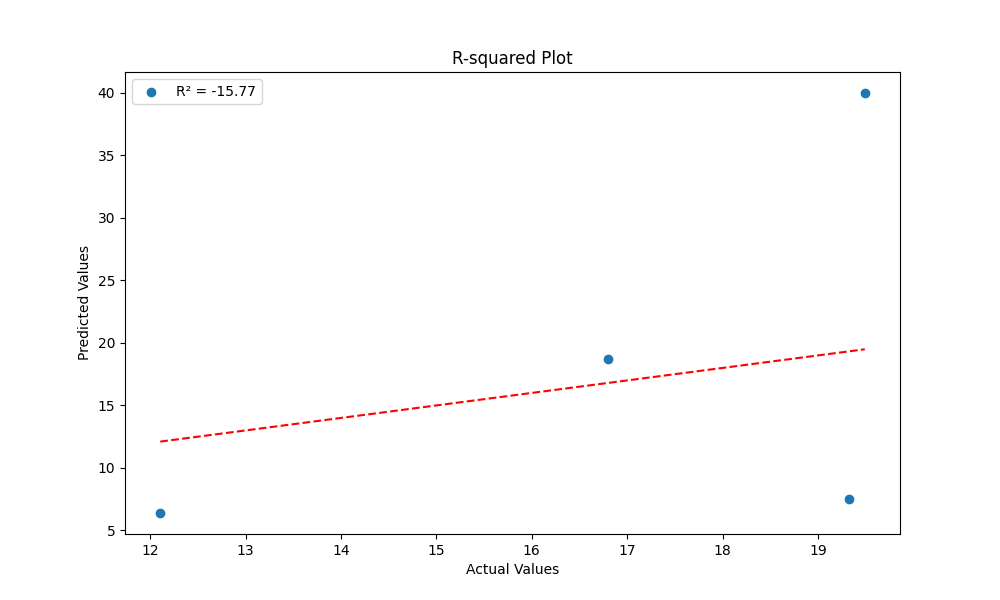 R-squared Plot
R² = -15.77
40
35
30
25
20
15
10
5
Predicted Values
12 13 14 15 16 17 18 19
Actual Values